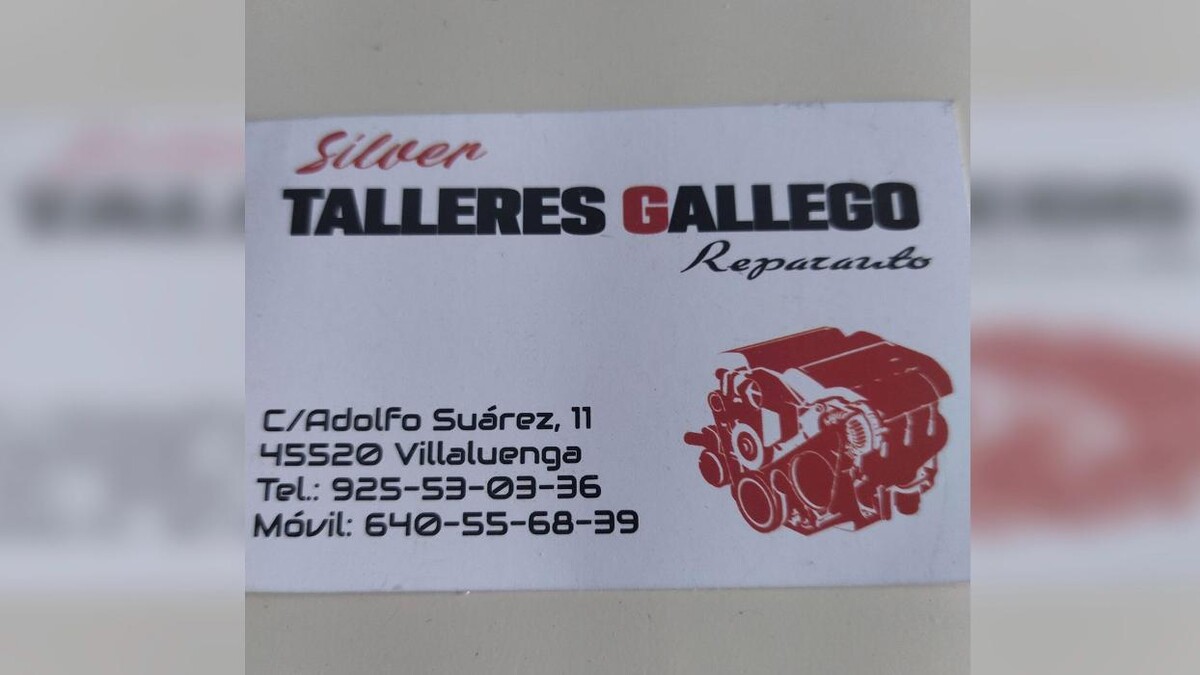 Silver
TALLERES GALLEGO
Reparauto
C/Adolfo Suárez, 11
45520 Villaluenga
Tel.: 925-53-03-36
Móvil: 640-55-68-39